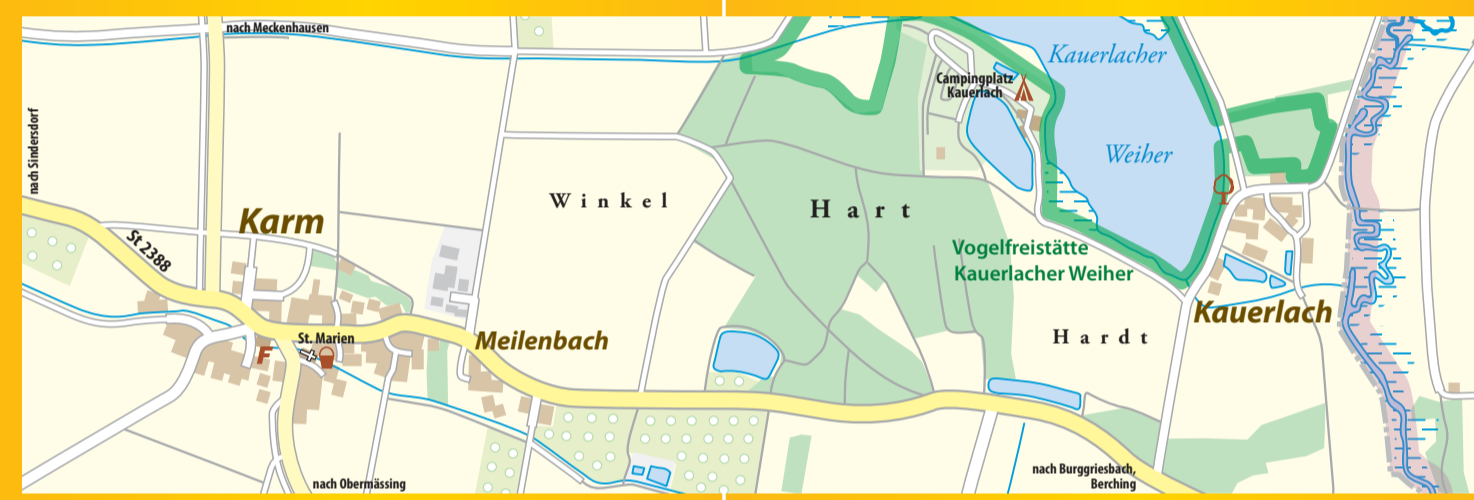 nach Meckenhausen
Kauerlacher
Campingplatz
Kauerlach
nach Sindersdorf
Weiher
Winkel
Hart
Karm
St 2388
Vogelfreistätte
Kauerlacher Weiher
Kauerlach
St. Marien
Meilenbach
Hardt
F
nach Burggriesbach,
Berching
nach Obermässing